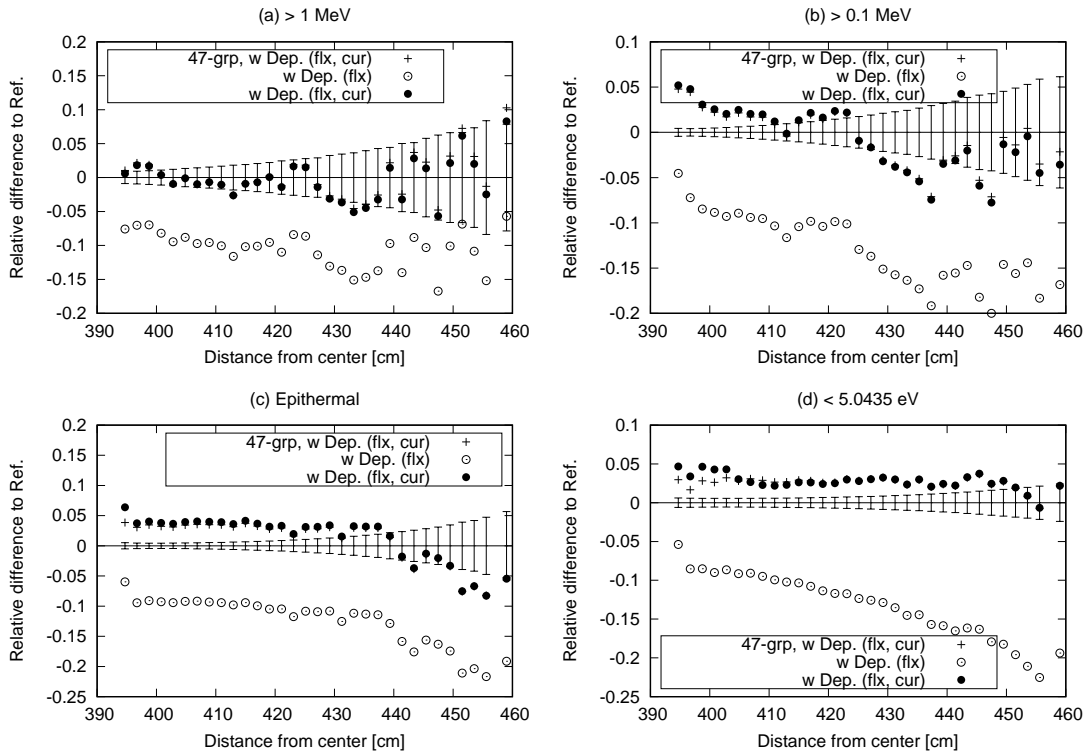 (a) > 1 MeV
0.2
0.15
0.1
0.05
0
-0.05
-0.1
-0.15
-0.2
Relative difference to Ref.
47-grp, w Dep. (flx, cur)
w Dep. (flx)
w Dep. (flx, cur)
390 400 410 420 430 440 450 460
Distance from center [cm]
(b) > 0.1 MeV
0.1
0.05
0
-0.05
-0.1
-0.15
-0.2
Relative difference to Ref.
47-grp, w Dep. (flx, cur)
w Dep. (flx)
w Dep. (flx, cur)
390 400 410 420 430 440 450 460
Distance from center [cm]
(c) Epithermal
0.2
0.15
0.1
0.05
0
-0.05
-0.1
-0.15
-0.2
-0.25
Relative difference to Ref.
47-grp, w Dep. (flx, cur)
w Dep. (flx)
w Dep. (flx, cur)
390 400 410 420 430 440 450 460
Distance from center [cm]
(d) < 5.0435 eV
0.1
0.05
0
-0.05
-0.1
-0.15
-0.2
-0.25
Relative difference to Ref.
47-grp, w Dep. (flx, cur)
w Dep. (flx)
w Dep. (flx, cur)
390 400 410 420 430 440 450 460
Distance from center [cm]